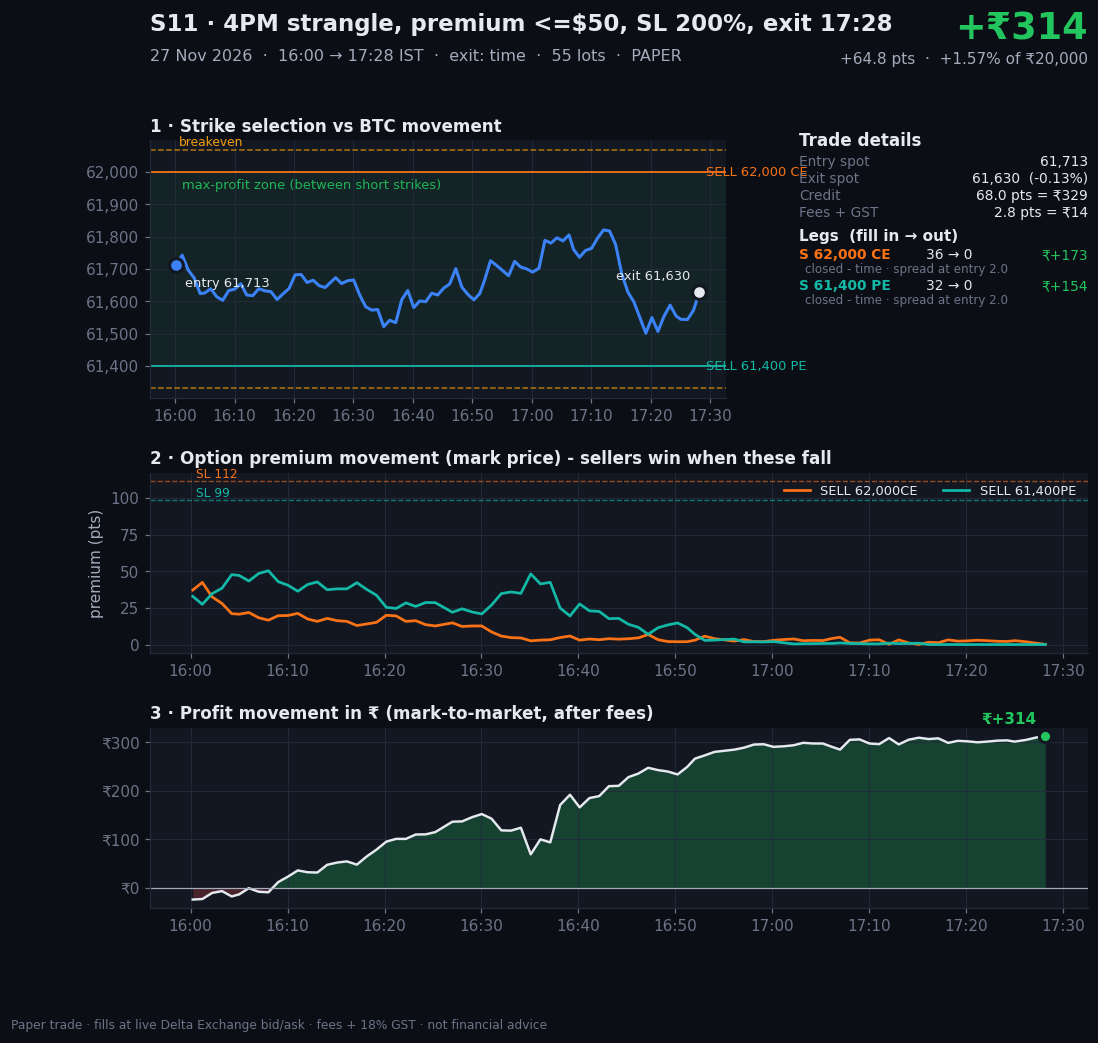 S11 · 4PM strangle, premium <=$50, SL 200%, exit 17:28
+₹314
27 Nov 2026 · 16:00 → 17:28 IST · exit: time · 55 lots · PAPER
+64.8 pts · +1.57% of ₹20,000
1 · Strike selection vs BTC movement
breakeven
62,000
61,900
61,800
61,700
61,600
61,500
61,400
max-profit zone (between short strikes)
SELL 62,000 CE
entry 61,713
exit 61,630
SELL 61,400 PE
16:00 16:10 16:20 16:30 16:40 16:50 17:00 17:10 17:20 17:30
Trade details
Entry spot 61,713
Exit spot 61,630 (-0.13%)
Credit 68.0 pts = ₹329
Fees + GST 2.8 pts = ₹14
Legs (fill in → out)
S 62,000 CE 36 → 0 ₹+173
closed - time · spread at entry 2.0
S 61,400 PE 32 → 0 ₹+154
closed - time · spread at entry 2.0
2 · Option premium movement (mark price) - sellers win when these fall
SL 112
SL 99
SELL 62,000CE SELL 61,400PE
premium (pts)
100
75
50
25
0
16:00 16:10 16:20 16:30 16:40 16:50 17:00 17:10 17:20 17:30
3 · Profit movement in ₹ (mark-to-market, after fees)
₹+314
₹300
₹200
₹100
₹0
16:00 16:10 16:20 16:30 16:40 16:50 17:00 17:10 17:20 17:30
Paper trade · fills at live Delta Exchange bid/ask · fees + 18% GST · not financial advice